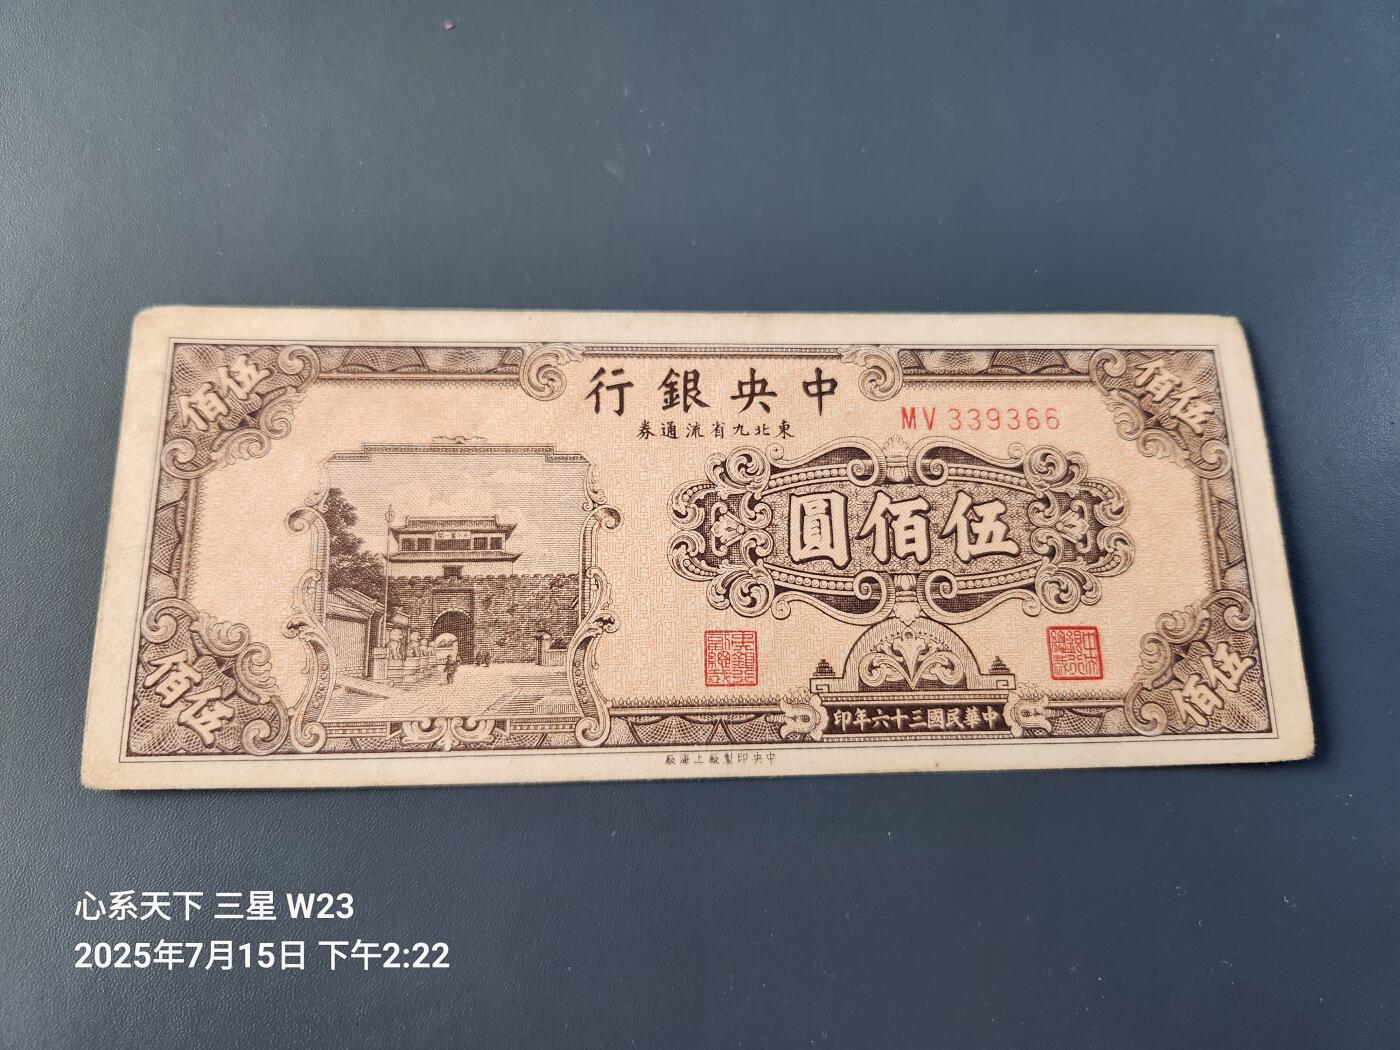 中央銀行
東北九省流通券
MV 339366
伍佰
伍佰
伍佰圓
伍佰
伍佰
中華民國三十六年印
中央印製廠上海廠
心系天下 三星 W23
2025年7月15日 下午2:22